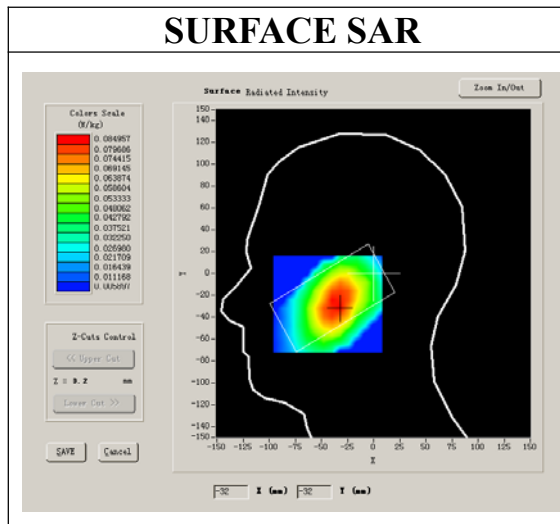 SURFACE SAR
Surface Radiated Intensity
Zoom In/Out
Colors Scale
(W/kg)
0.084957
0.079686
0.074415
0.069145
0.063874
0.058604
0.053333
0.048062
0.042792
0.037521
0.032250
0.026980
0.021709
0.016439
0.011168
0.005897
150
140
120
100
80
60
40
20
0
-20
-40
-60
-80
-100
-120
-140
-150
Y
-150 -125 -100 -75 -50 -25 0 25 50 75 100 125 150
X
Z-Cuts Control
<< Upper Cut
Z = 3.2 mm
Lower Cut >>
SAVE Cancel
-32 X (mm) -32 Y (mm)